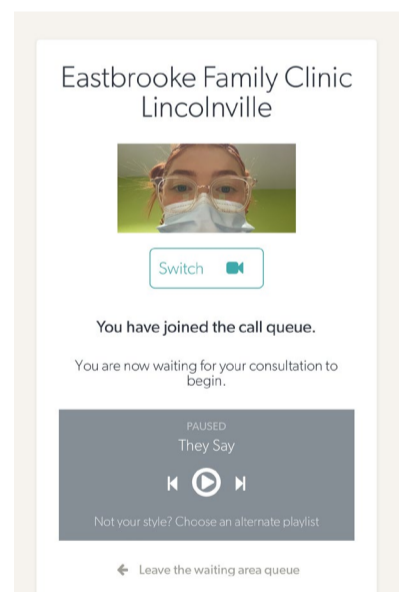 Eastbrooke Family Clinic
Lincolnville
Switch
You have joined the call queue.
You are now waiting for your consultation to
begin.
PAUSED
They Say
Not your style? Choose an alternate playlist
Leave the waiting area queue